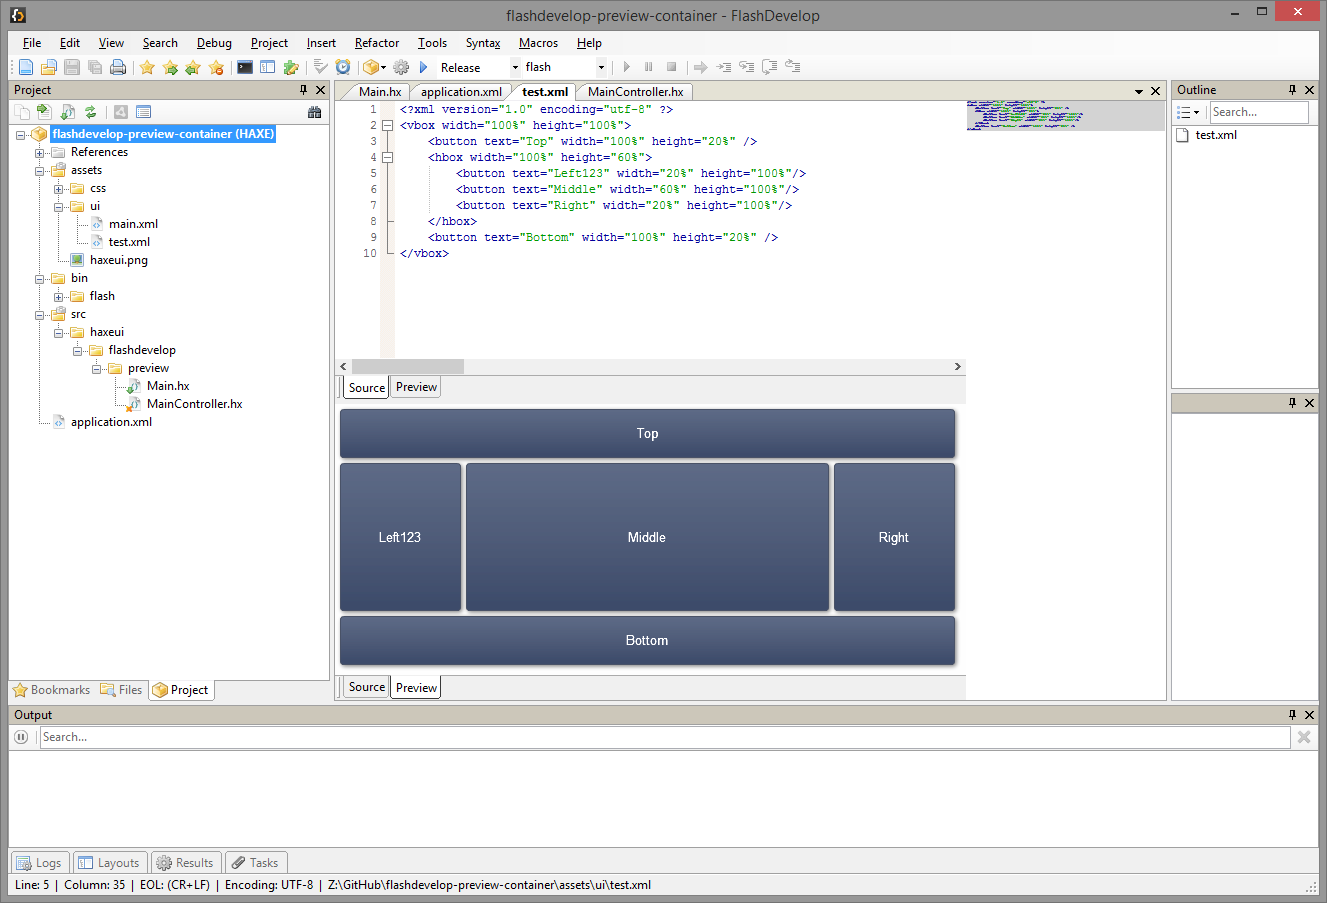 flashdevelop-preview-container - FlashDevelop
File Edit View Search Debug Project Insert Refactor Tools Syntax Macros Help
Release flash
Project
flashdevelop-preview-container (HAXE)
References
assets
css
ui
main.xml
test.xml
haxeui.png
bin
flash
src
haxeui
flashdevelop
preview
Main.hx
MainController.hx
application.xml
Bookmarks Files Project
Main.hx application.xml test.xml MainController.hx
1 <?xml version="1.0" encoding="utf-8" ?>
2 <vbox width="100%" height="100%">
3 <button text="Top" width="100%" height="20%" />
4 <hbox width="100%" height="60%">
5 <button text="Left123" width="20%" height="100%"/>
6 <button text="Middle" width="60%" height="100%"/>
7 <button text="Right" width="20%" height="100%"/>
8 </hbox>
9 <button text="Bottom" width="100%" height="20%" />
10 </vbox>
Source Preview
Top
Left123 Middle Right
Bottom
Source Preview
Outline
Search...
test.xml
Output
Search...
Logs Layouts Results Tasks
Line: 5 | Column: 35 | EOL: (CR+LF) | Encoding: UTF-8 | Z:\GitHub\flashdevelop-preview-container\assets\ui\test.xml